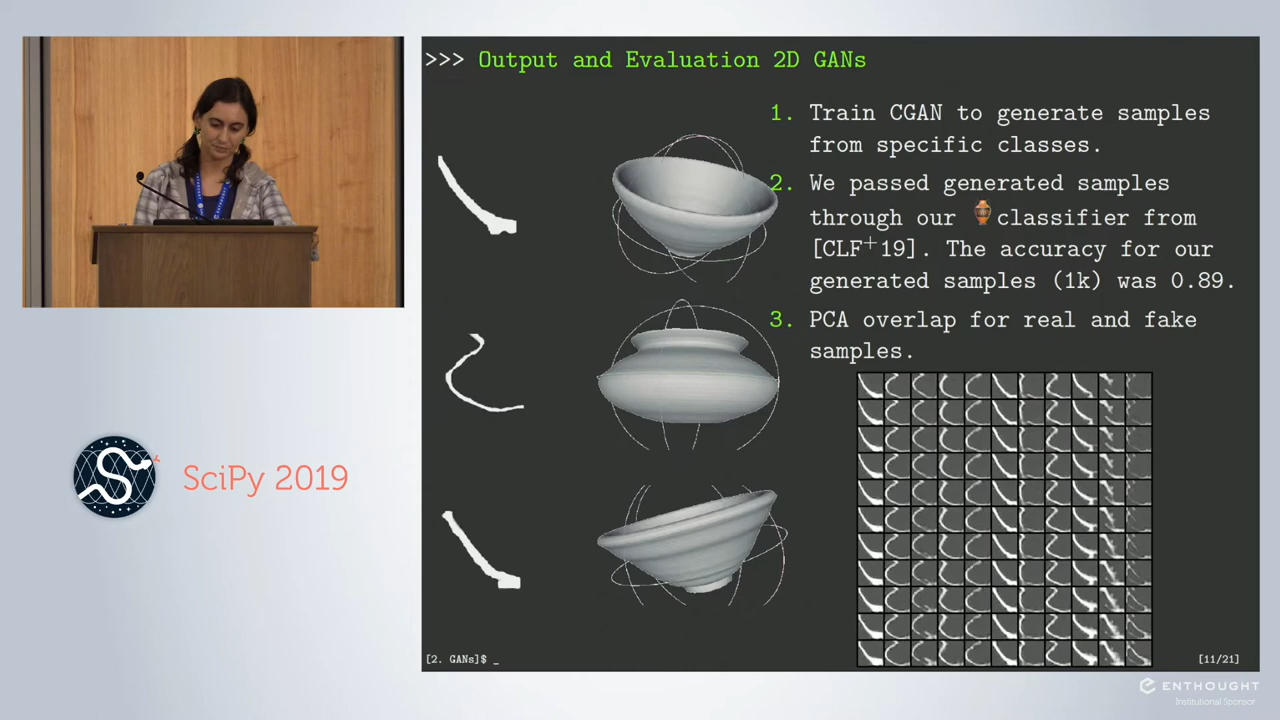 >>> Output and Evaluation 2D GANs
1. Train CGAN to generate samples
from specific classes.
2. We passed generated samples
through our classifier from
[CLF+19]. The accuracy for our
generated samples (1k) was 0.89.
3. PCA overlap for real and fake
samples.
[2. GANs]$ _
[11/21]
SciPy 2019
ENTHOUGHT
Institutional Sponsor